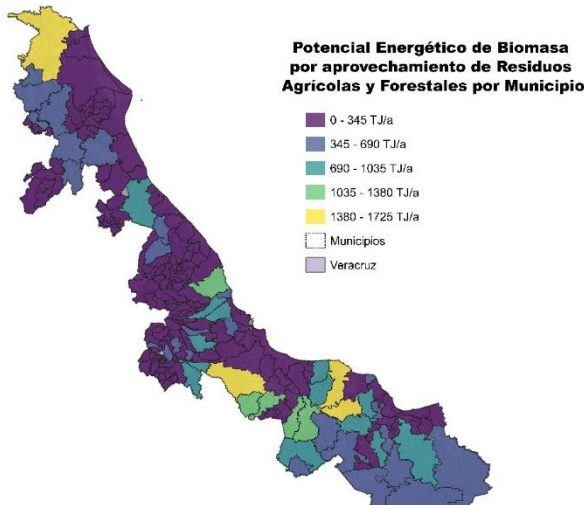 Potencial Energético de Biomasa
por aprovechamiento de Residuos
Agrícolas y Forestales por Municipio
0 - 345 TJ/a
345 - 690 TJ/a
690 - 1035 TJ/a
1035 - 1380 TJ/a
1380 - 1725 TJ/a
Municipios
Veracruz